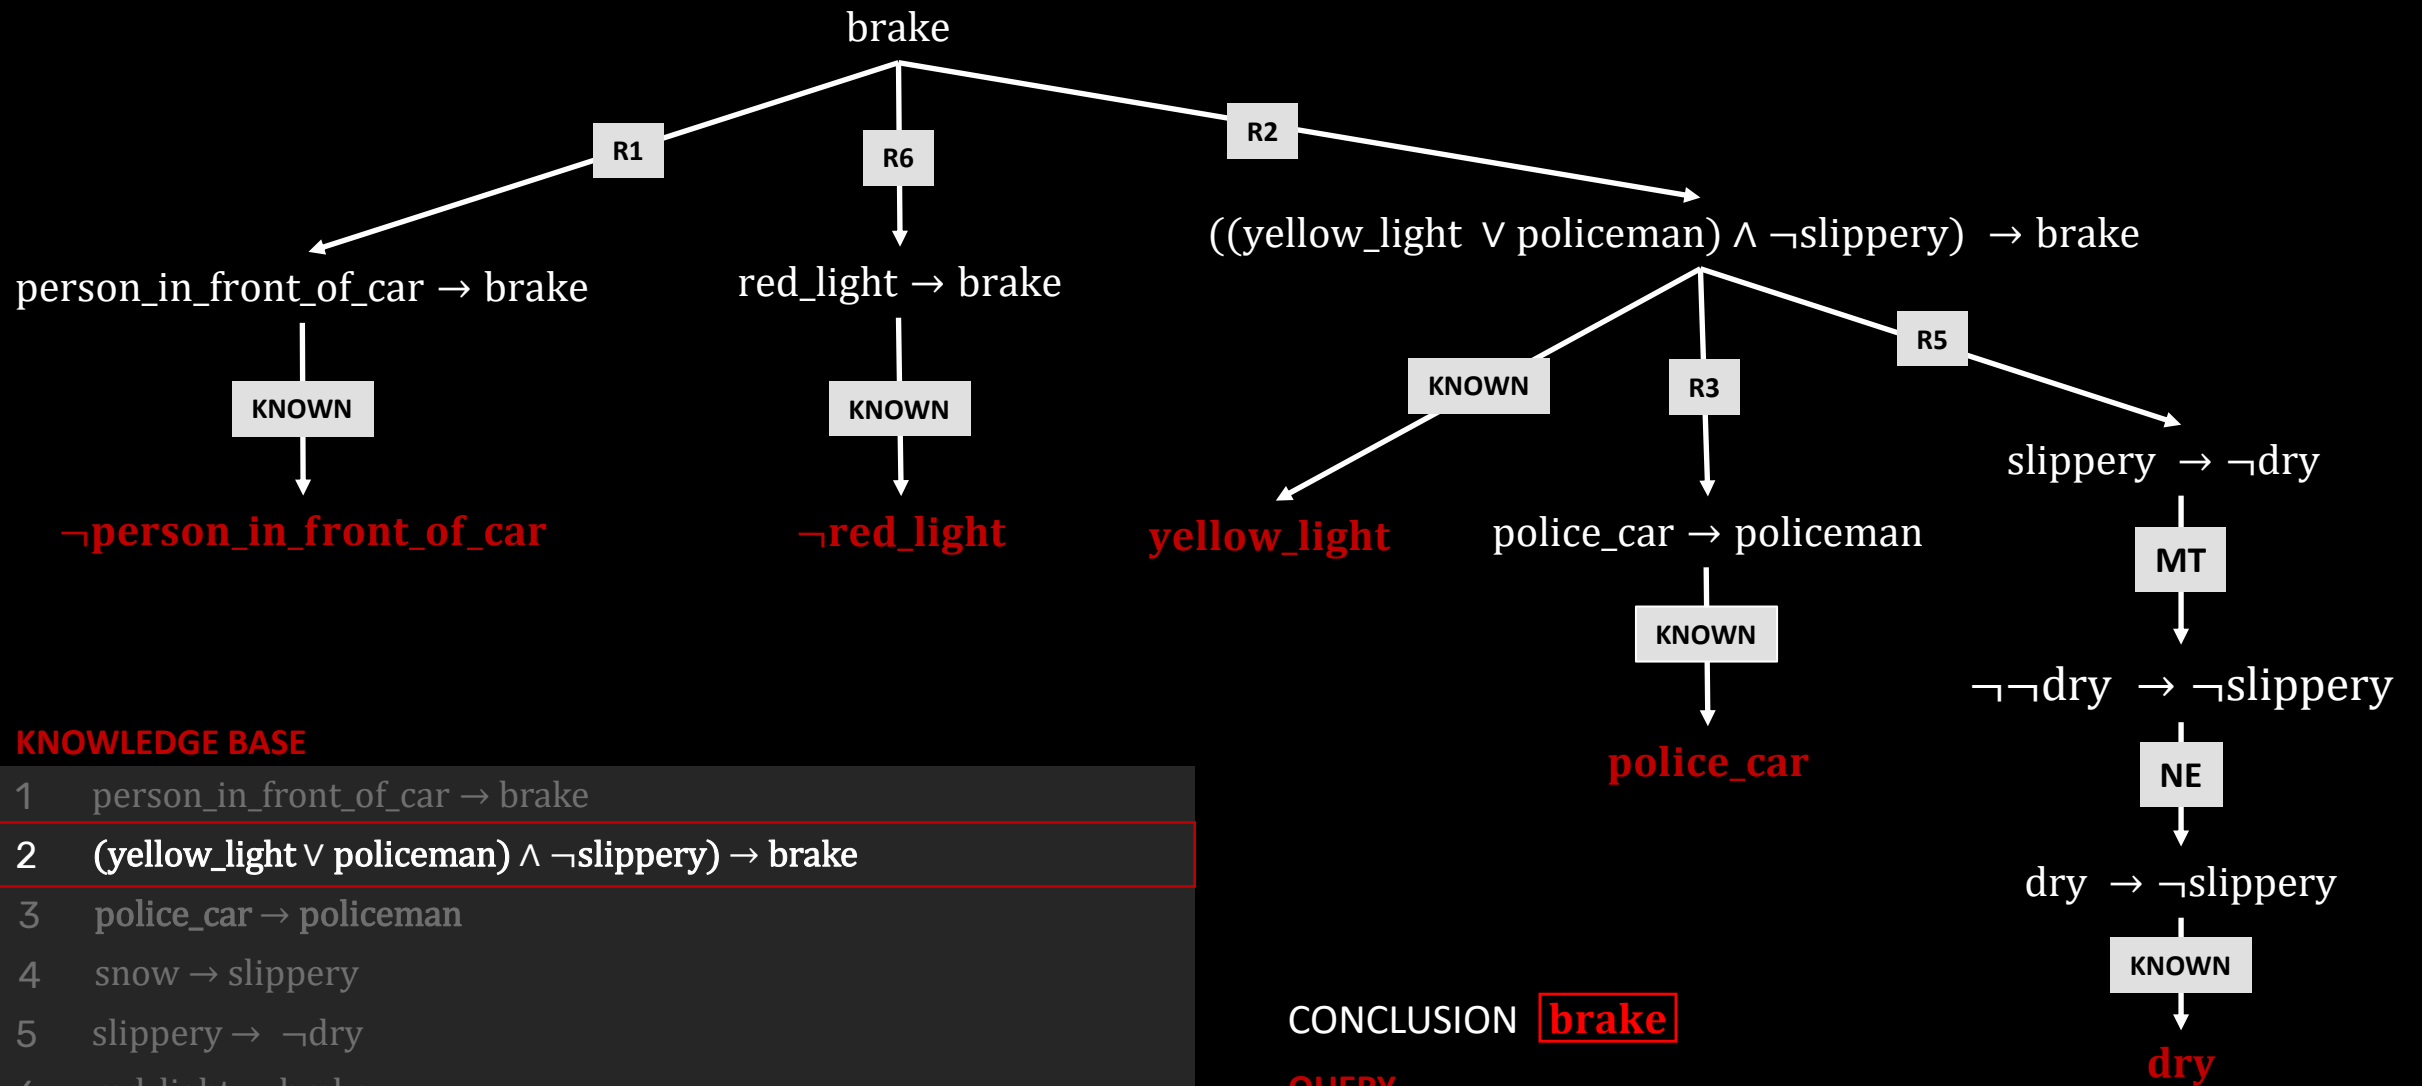 brake
R1
R6
R2
person_in_front_of_car → brake
red_light → brake
((yellow_light ∨ policeman) ∧ ¬slippery) → brake
KNOWN
KNOWN
KNOWN
R3
R5
¬person_in_front_of_car
¬red_light
yellow_light
police_car → policeman
slippery → ¬dry
KNOWN
MT
police_car
¬¬dry → ¬slippery
NE
dry → ¬slippery
KNOWN
dry
KNOWLEDGE BASE
1 person_in_front_of_car → brake
2 (yellow_light ∨ policeman) ∧ ¬slippery) → brake
3 police_car → policeman
4 snow → slippery
5 slippery → ¬dry
CONCLUSION brake
QUERY